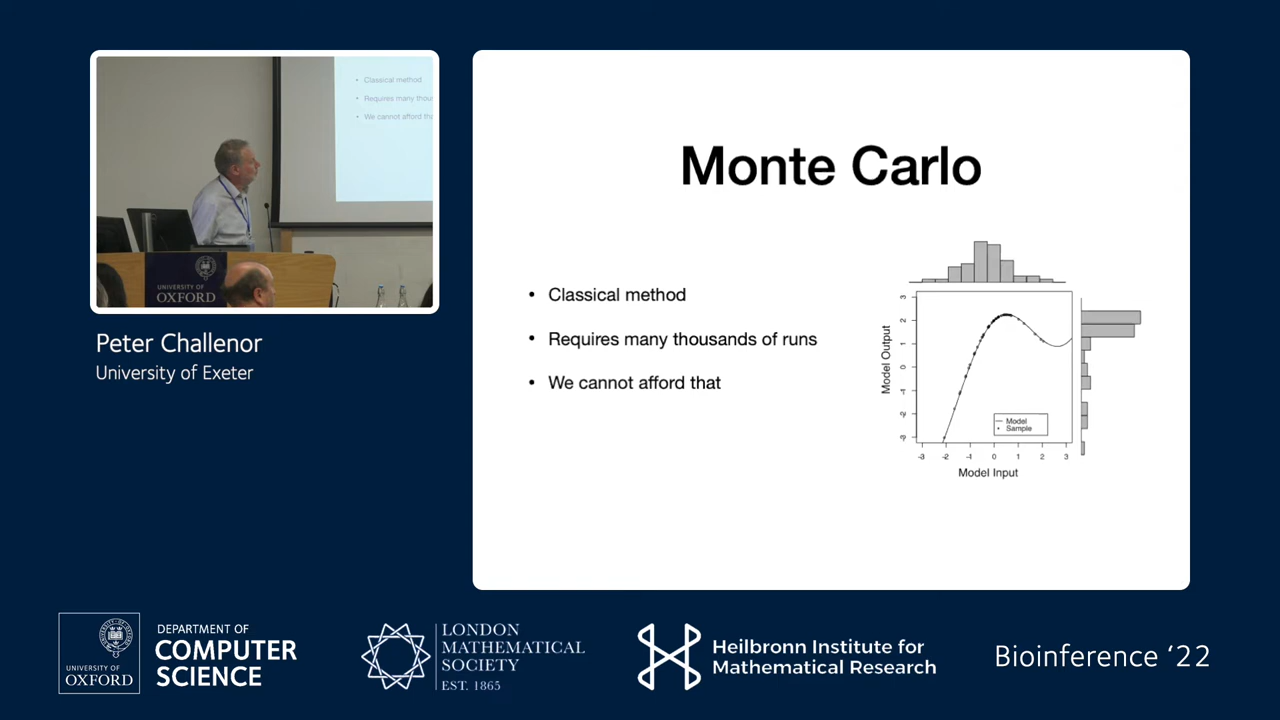 Classical method
Requires many thou
We cannot afford tha
UNIVERSITY OF
OXFORD
Peter Challenor
University of Exeter
Monte Carlo
• Classical method
• Requires many thousands of runs
• We cannot afford that
Model Output
3
2
1
0
-1
-2
-3
Model
Sample
-3 -2 -1 0 1 2 3
Model Input
UNIVERSITY OF
OXFORD
DEPARTMENT OF
COMPUTER
SCIENCE
LONDON
MATHEMATICAL
SOCIETY
EST. 1865
Heilbronn Institute for
Mathematical Research
Bioinference ‘22